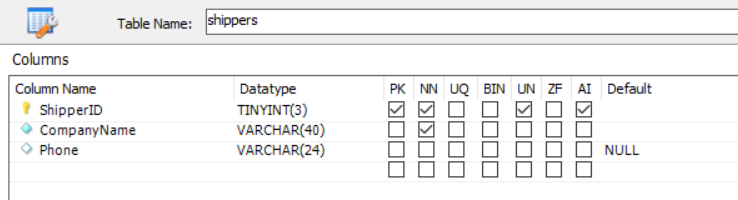 Table Name: shippers
Columns
Column Name Datatype PK NN UQ BIN UN ZF AI Default
ShipperID TINYINT(3)
CompanyName VARCHAR(40)
Phone VARCHAR(24) NULL